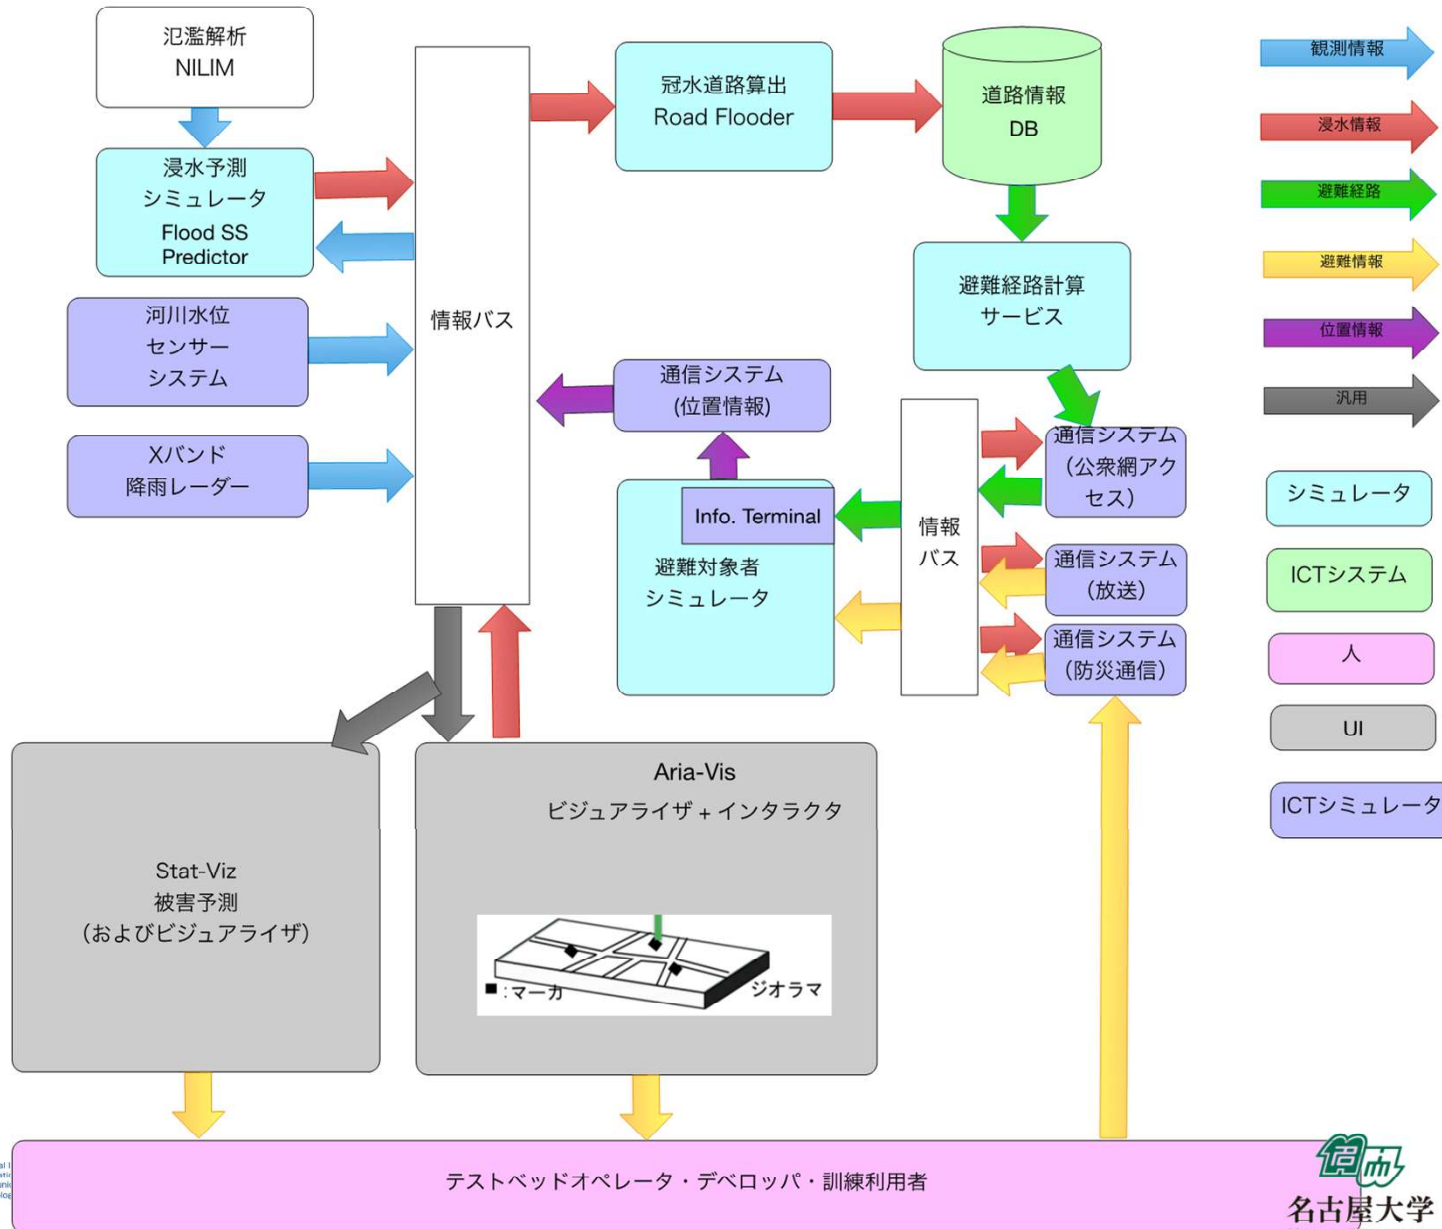 氾濫解析
NILIM
浸水予測
シミュレータ
Flood SS
Predictor
河川水位
センサー
システム
Xバンド
降雨レーダー
情報バス
冠水道路算出
Road Flooder
道路情報
DB
避難経路計算
サービス
通信システム
(位置情報)
Info. Terminal
避難対象者
シミュレータ
情報
バス
通信システム
（公衆網アク
セス）
通信システム
（放送）
通信システム
（防災通信）
Stat-Viz
被害予測
（およびビジュアライザ）
Aria-Vis
ビジュアライザ + インタラクタ
■:マーカ
ジオラマ
テストベッドオペレータ・デベロッパ・訓練利用者
観測情報
浸水情報
避難経路
避難情報
位置情報
汎用
シミュレータ
ICTシステム
人
UI
ICTシミュレータ
名古屋大学